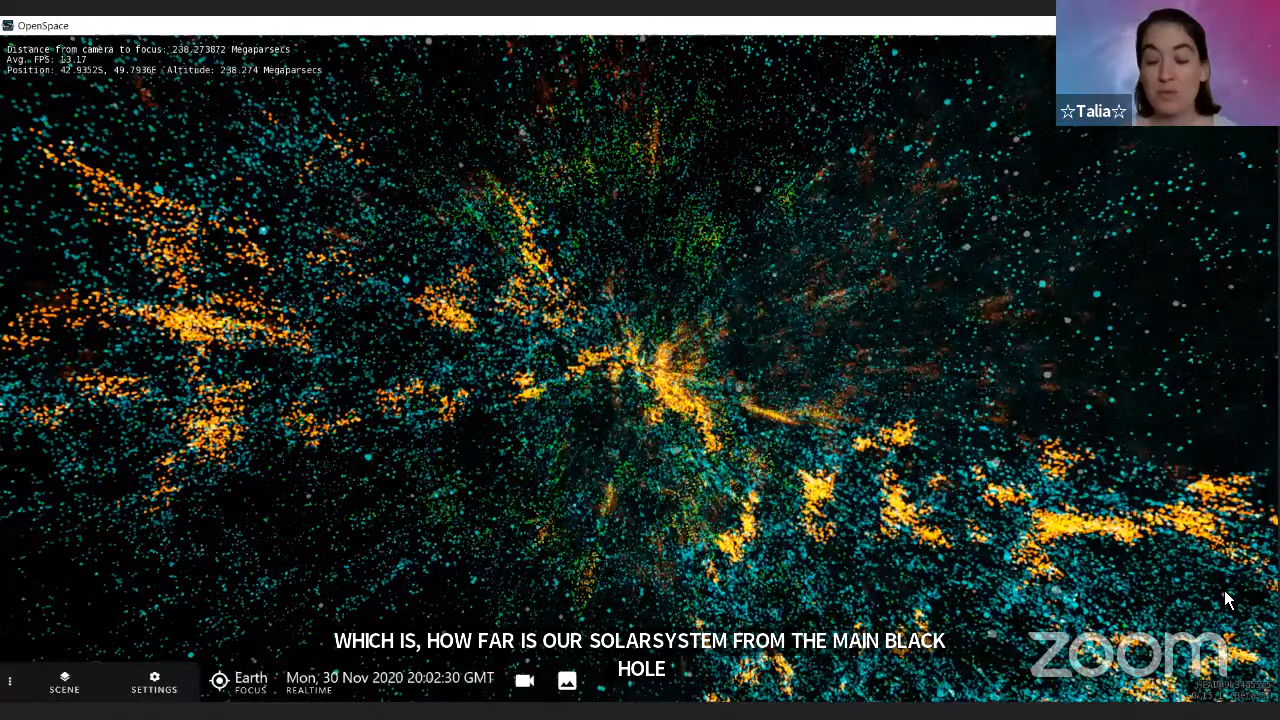 OpenSpace
Distance from camera to focus: 238.273872 Megaparsecs
Avg. FPS: 13.17
Position: 42.9352S, 49.7936E Altitude: 238.274 Megaparsecs
☆Talia☆
WHICH IS, HOW FAR IS OUR SOLARSYSTEM FROM THE MAIN BLACK
HOLE
zoom
SCENE
SETTINGS
Earth
FOCUS
Mon, 30 Nov 2020 20:02:30 GMT
REALTIME